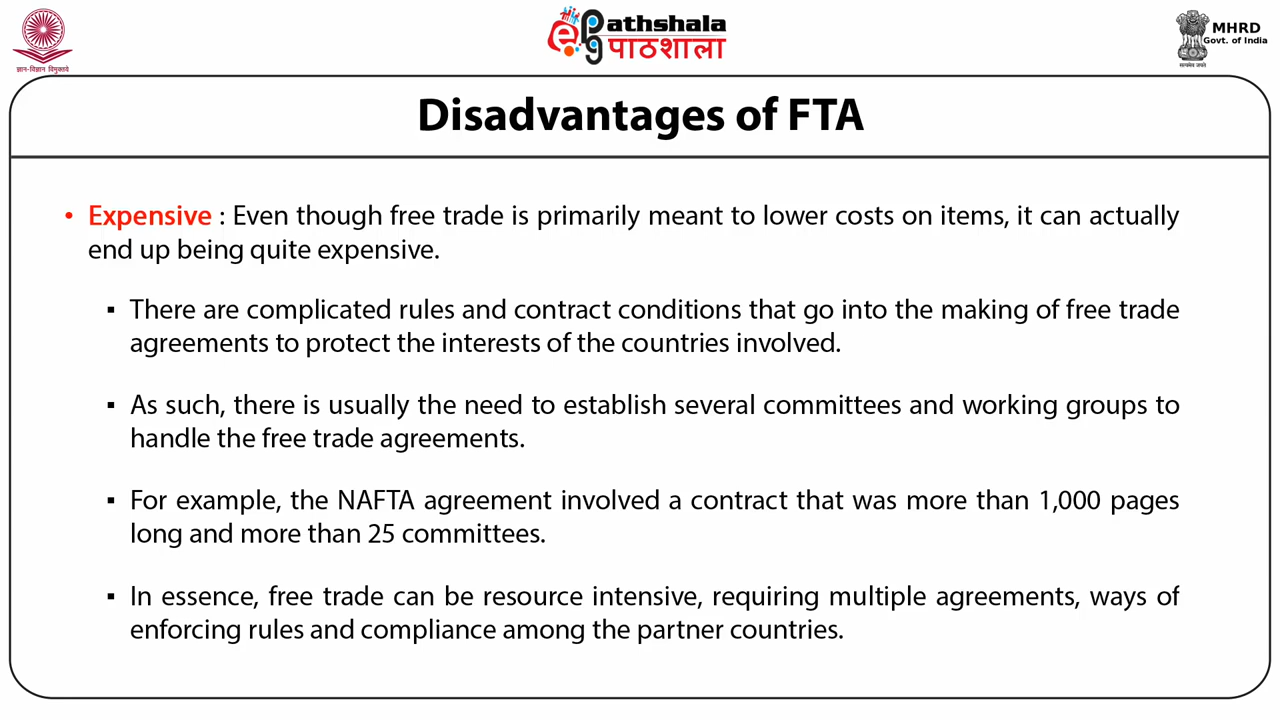 ज्ञान-विज्ञान विमुक्तये
ePathshala
पाठशाला
MHRD
Govt. of India
सत्यमेव जयते
Disadvantages of FTA
• Expensive : Even though free trade is primarily meant to lower costs on items, it can actually
end up being quite expensive.
▪ There are complicated rules and contract conditions that go into the making of free trade
agreements to protect the interests of the countries involved.
▪ As such, there is usually the need to establish several committees and working groups to
handle the free trade agreements.
▪ For example, the NAFTA agreement involved a contract that was more than 1,000 pages
long and more than 25 committees.
▪ In essence, free trade can be resource intensive, requiring multiple agreements, ways of
enforcing rules and compliance among the partner countries.